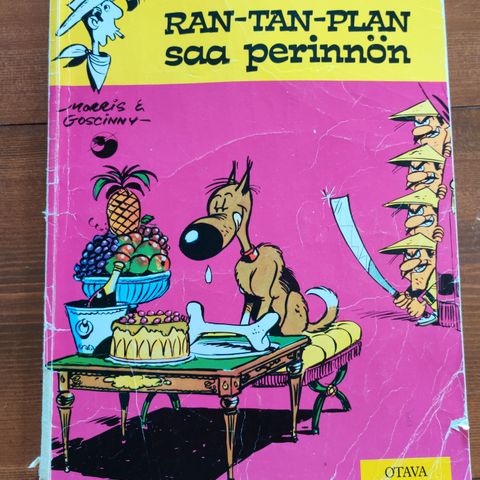 RAN-TAN-PLAN
saa perinnön
MORRIS &
GOSCINNY
OTAVA